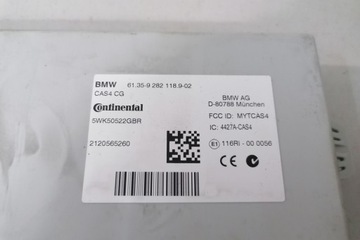 BMW 61.35-9 282 118.9-02
CAS4 CG
Continental
5WK50522GBR
2120565260
BMW AG
D-80788 München
FCC ID: MYTCAS4
IC: 4427A-CAS4
E1 116RI - 00 0056